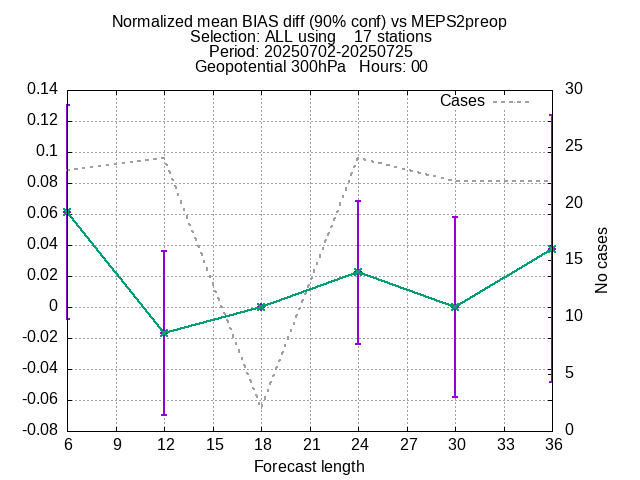 Normalized mean BIAS diff (90% conf) vs MEPS2preop
Selection: ALL using    17 stations
Period: 20250702-20250725
Geopotential 300hPa   Hours: 00
Cases
0.14
0.12
0.1
0.08
0.06
0.04
0.02
0
-0.02
-0.04
-0.06
-0.08
30
25
20
15
10
5
0
No cases
6 9 12 15 18 21 24 27 30 33 36
Forecast length